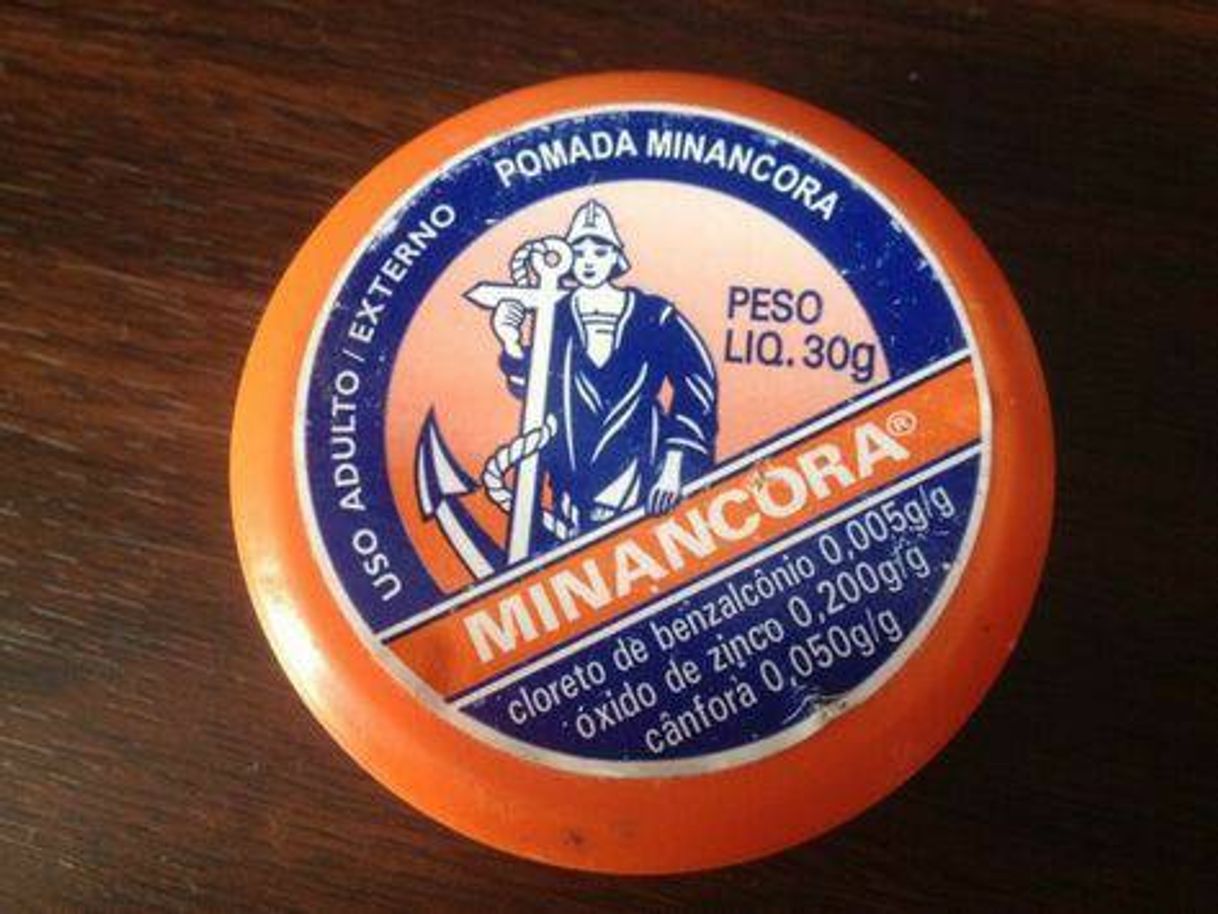 POMADA MINANCORA
USO ADULTO / EXTERNO
PESO
LIQ. 30g
MINANCORA®
cloreto de benzalcônio 0,005g/g
óxido de zinco 0,200g/g
cânfora 0,050g/g